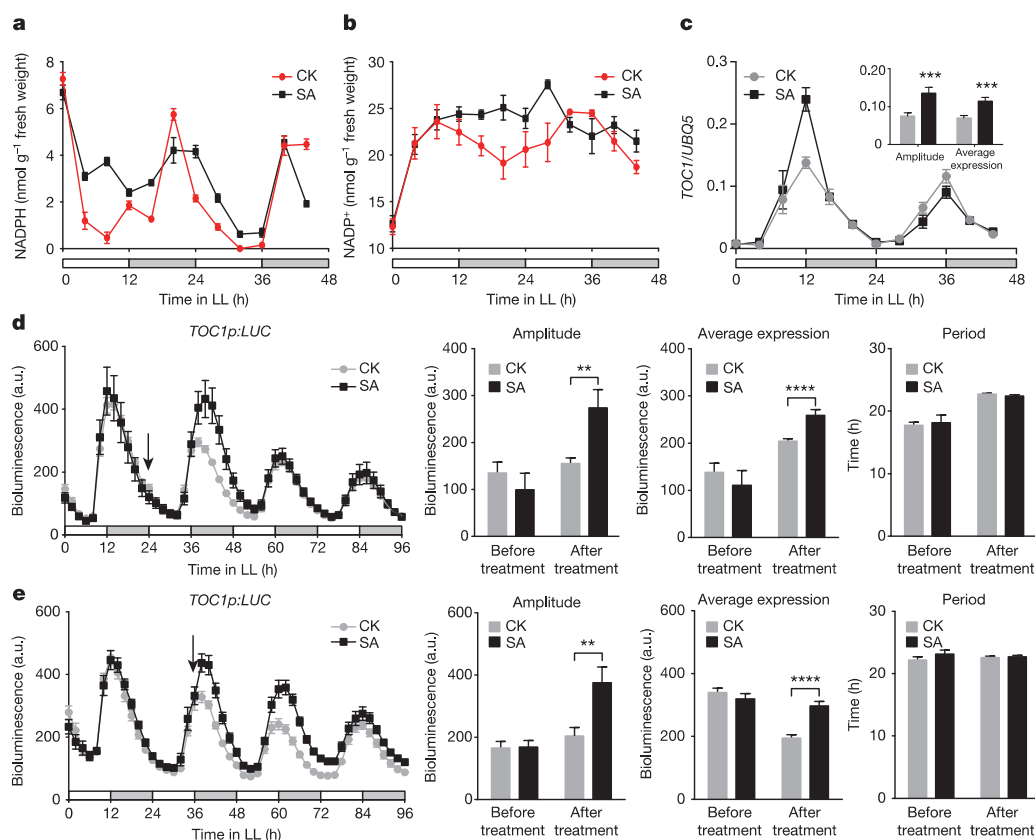 a
NADPH (nmol g⁻¹ fresh weight)
8
6
4
2
0
CK
SA
0 12 24 36 48
Time in LL (h)
b
NADP⁺ (nmol g⁻¹ fresh weight)
30
25
20
15
10
CK
SA
0 12 24 36 48
Time in LL (h)
c
TOC1/UBQ5
0.3
0.2
0.1
0
CK
SA
0.20
0.10
0.00
*** ***
Amplitude Average expression
0 12 24 36 48
Time in LL (h)
d
TOC1p:LUC
Bioluminescence (a.u.)
600
400
200
0
CK
SA
0 12 24 36 48 60 72 84 96
Time in LL (h)
Amplitude
Bioluminescence (a.u.)
400
300
200
100
0
CK
SA
**
Before treatment After treatment
Average expression
Bioluminescence (a.u.)
400
300
200
100
0
CK
SA
****
Before treatment After treatment
Period
Time (h)
30
20
10
0
CK
SA
Before treatment After treatment
e
TOC1p:LUC
Bioluminescence (a.u.)
600
400
200
0
CK
SA
0 12 24 36 48 60 72 84 96
Time in LL (h)
Amplitude
Bioluminescence (a.u.)
600
400
200
0
CK
SA
**
Before treatment After treatment
Average expression
Bioluminescence (a.u.)
500
400
300
200
100
0
CK
SA
****
Before treatment After treatment
Period
Time (h)
30
20
10
0
CK
SA
Before treatment After treatment